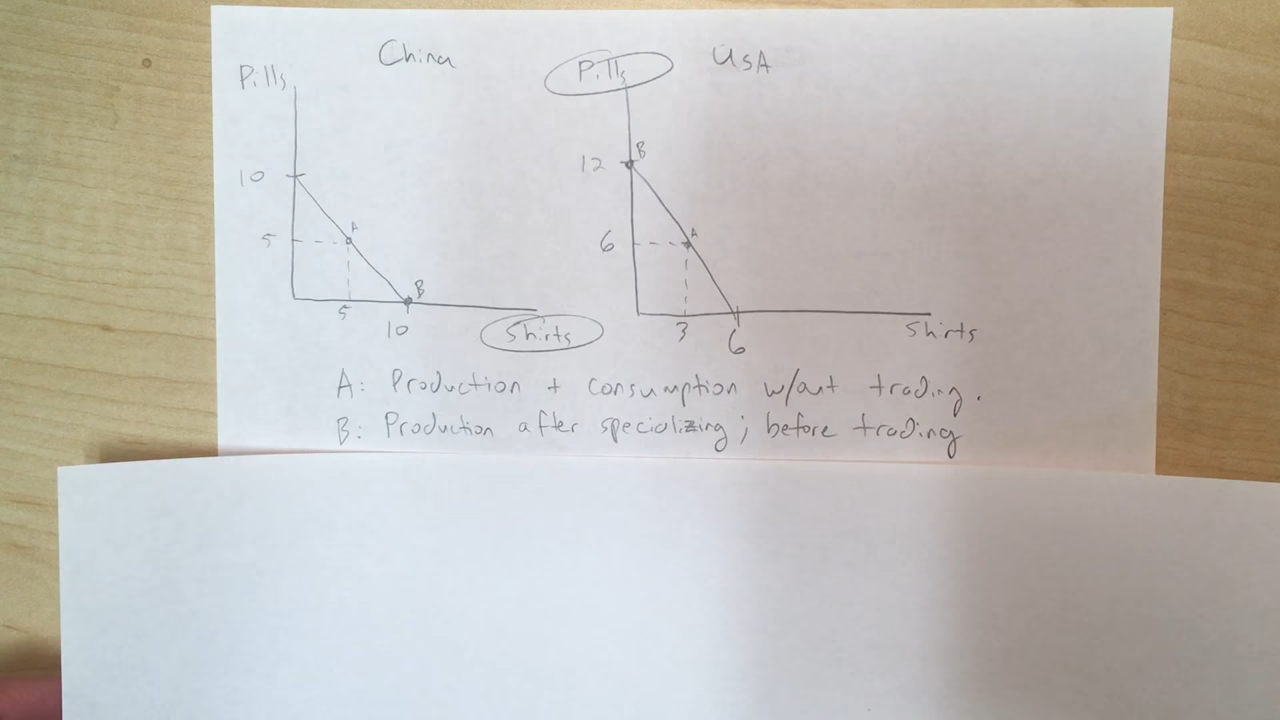 China
Pills
10
5
A
B
5
10
Shirts
USA
Pills
12
B
6
A
3
6
Shirts
A: Production + consumption w/out trading.
B: Production after specializing; before trading